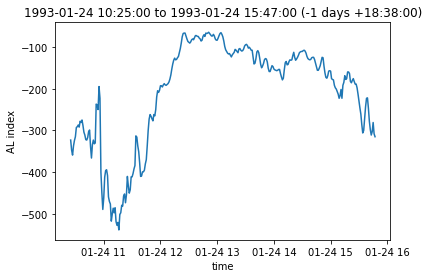 1993-01-24 10:25:00 to 1993-01-24 15:47:00 (-1 days +18:38:00)
−100
−200
−300
−400
−500
AL index
01-24 11 01-24 12 01-24 13 01-24 14 01-24 15 01-24 16
time